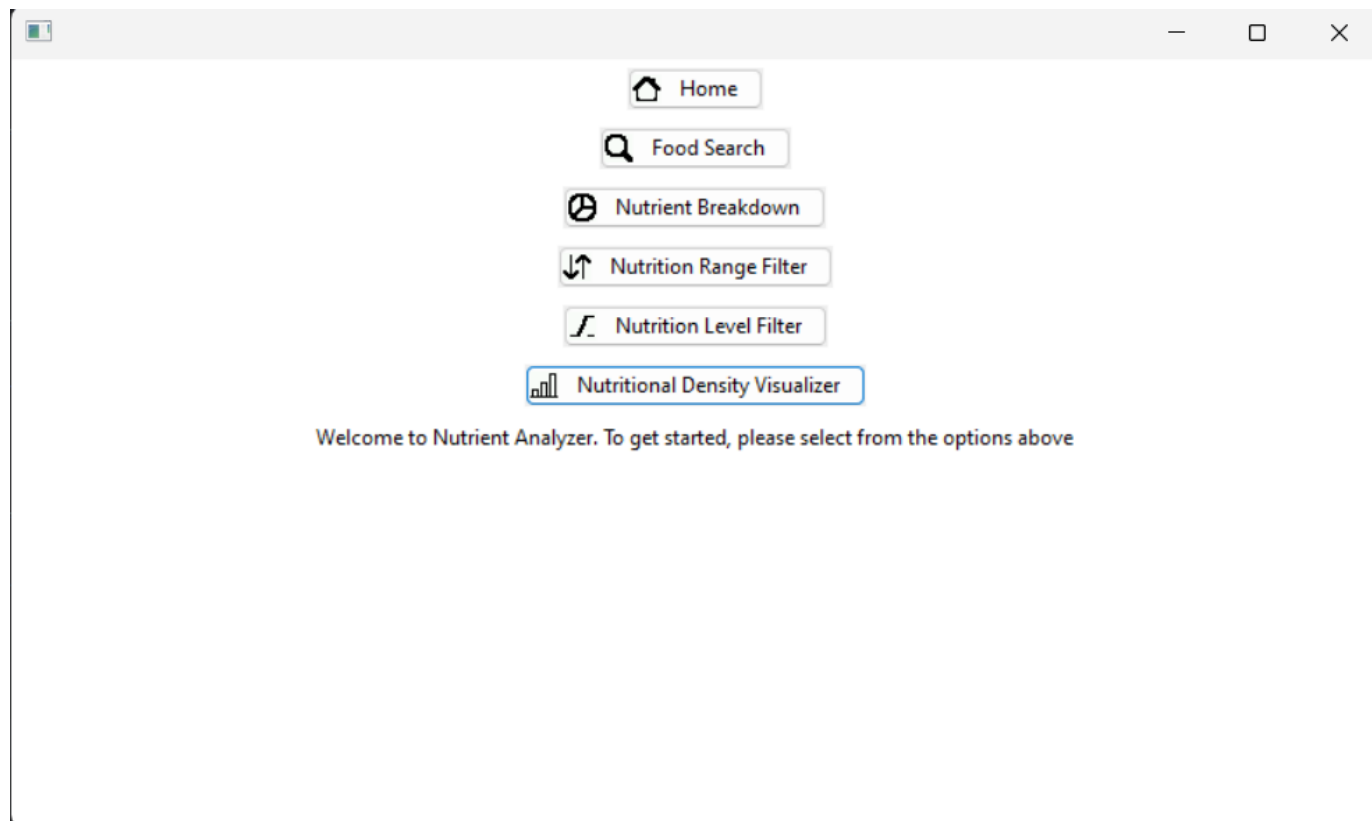 Home
Food Search
Nutrient Breakdown
Nutrition Range Filter
Nutrition Level Filter
Nutritional Density Visualizer
Welcome to Nutrient Analyzer. To get started, please select from the options above